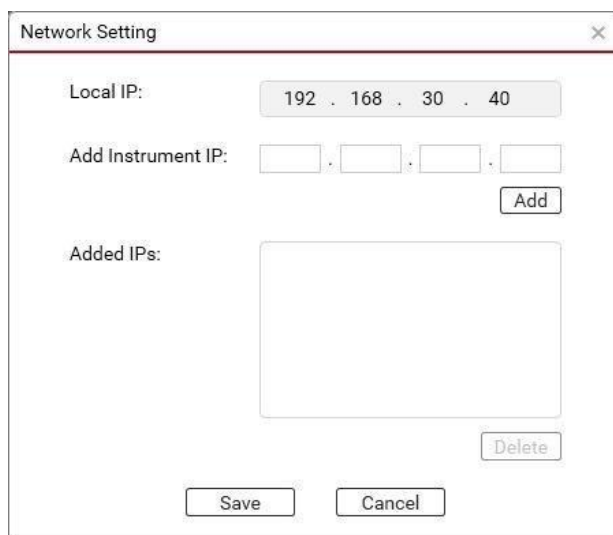 Network Setting ×
Local IP: 192 . 168 . 30 . 40
Add Instrument IP: . . .
Add
Added IPs:
Delete
Save Cancel